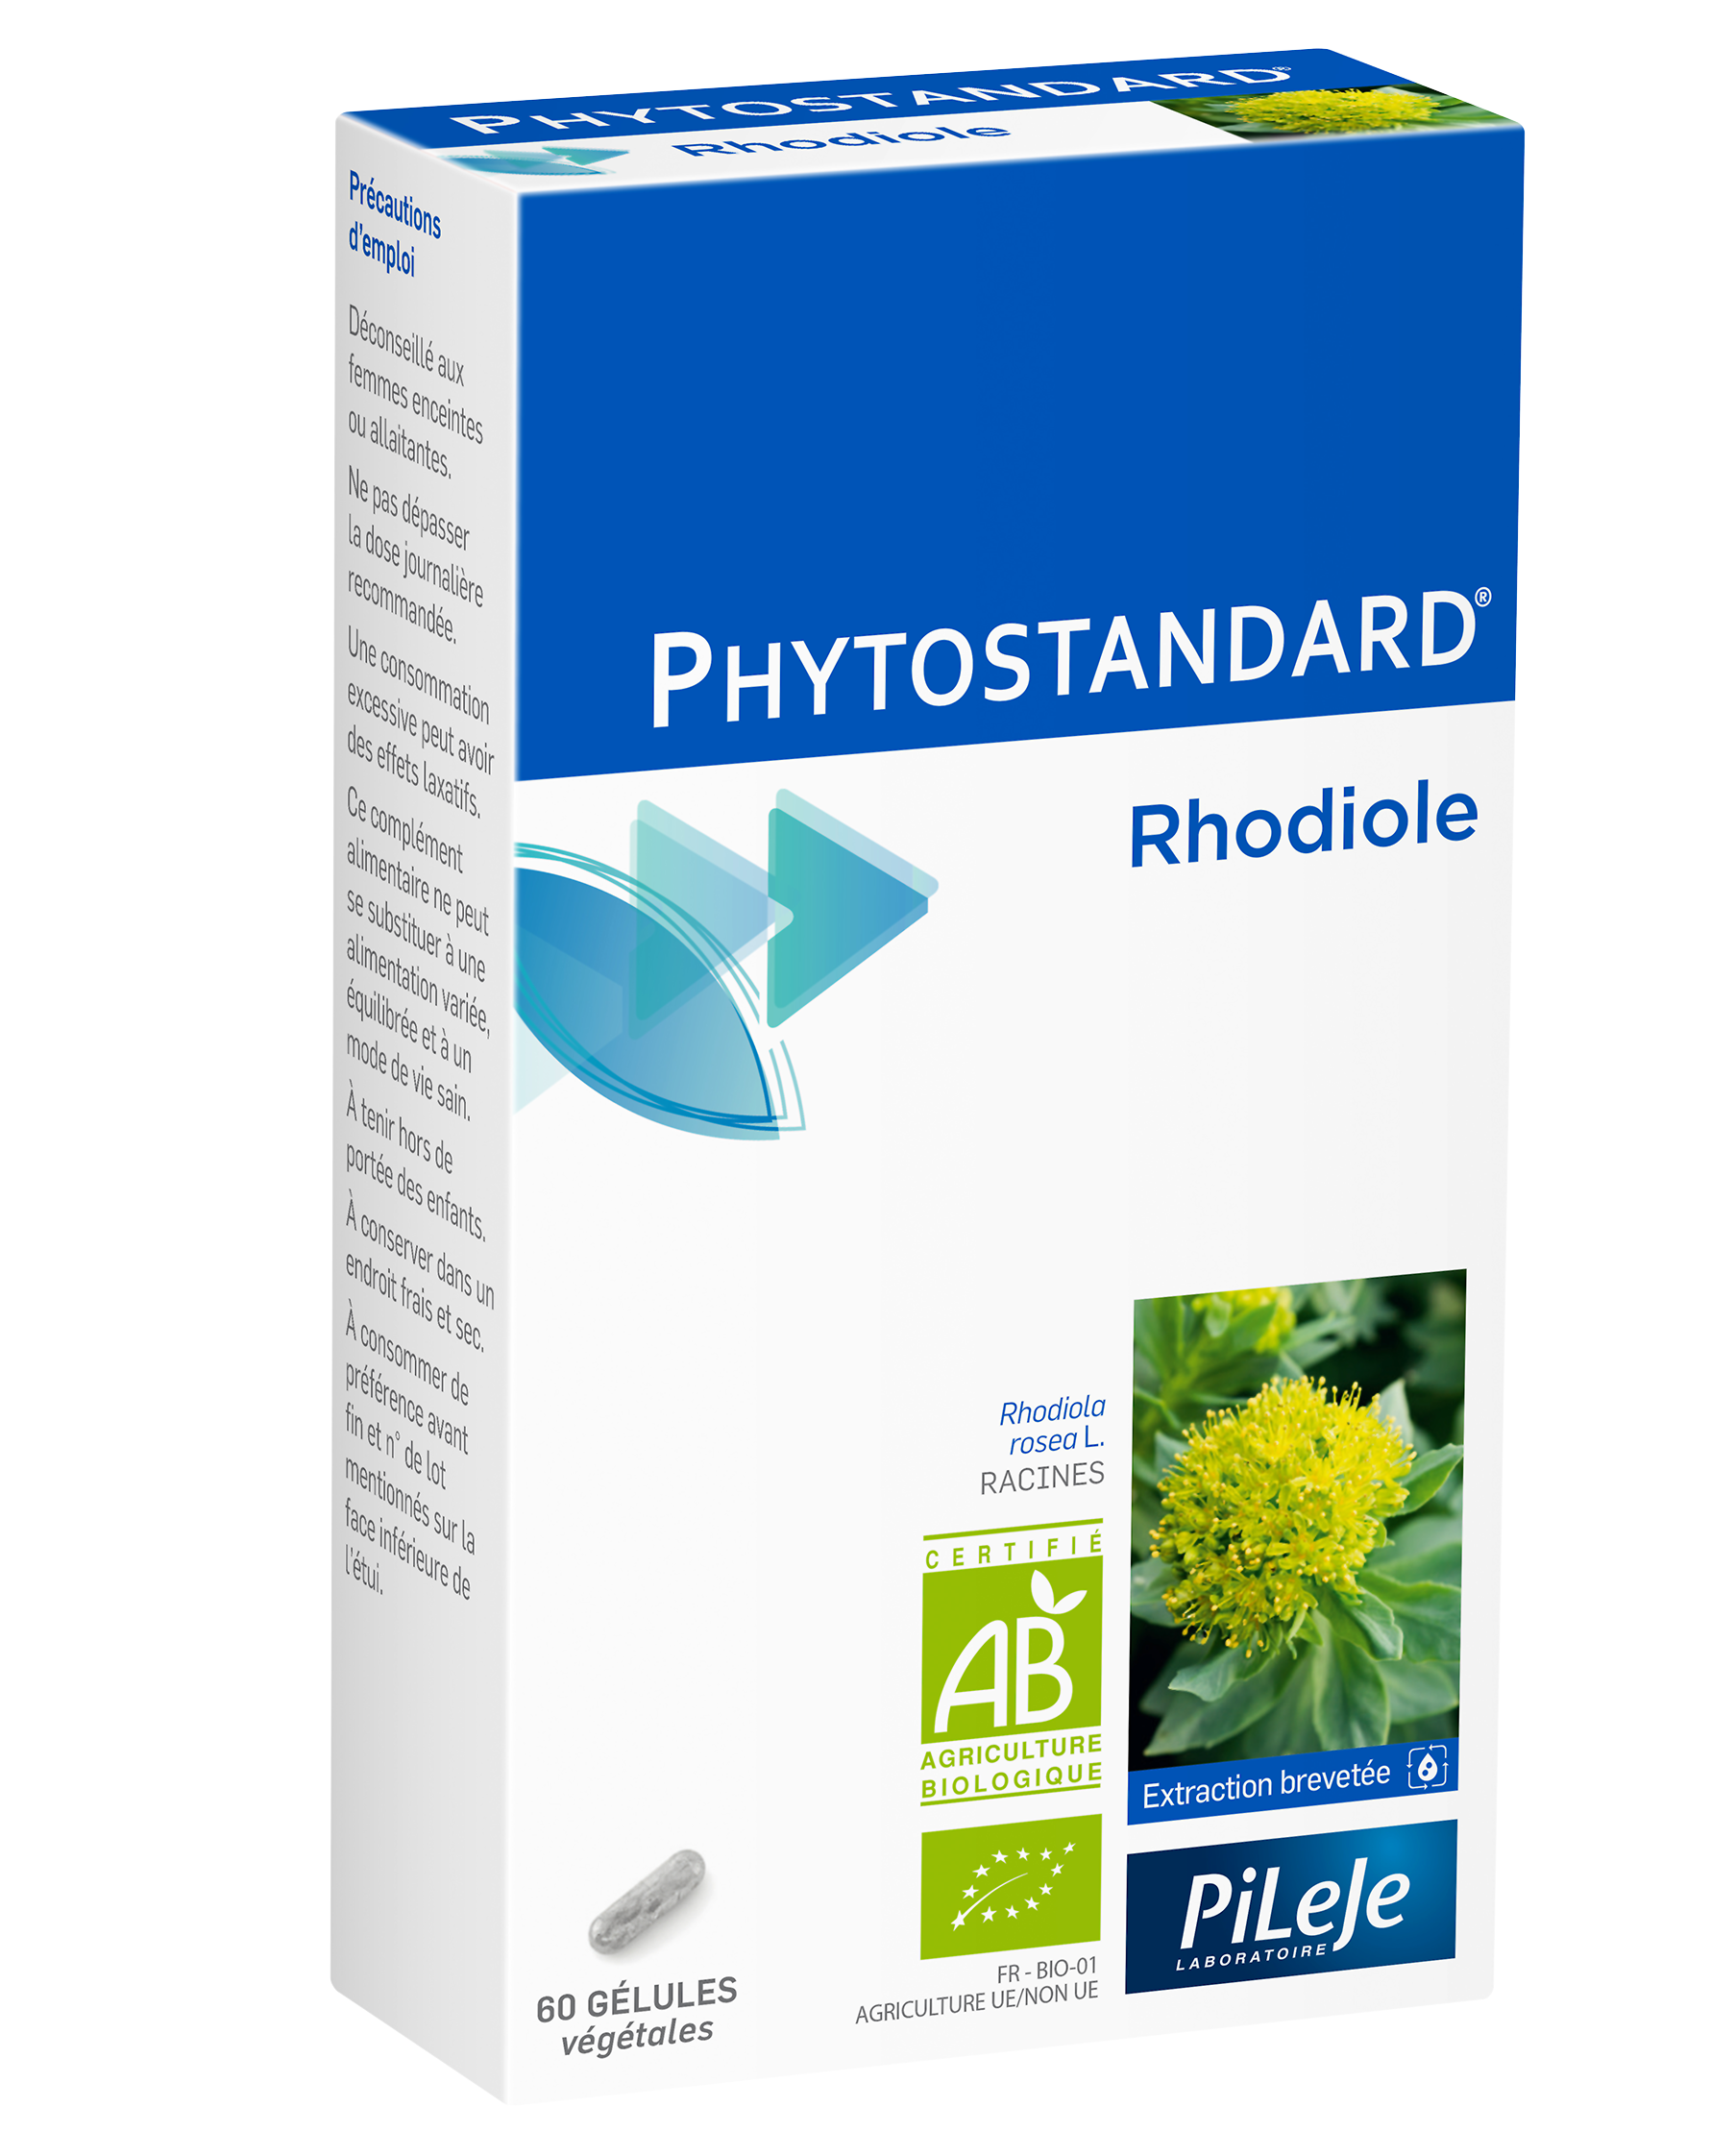 PHYTOSTANDARD®
Rhodiole
Précautions
d'emploi
Déconseillé aux
femmes enceintes
ou allaitantes.
Ne pas dépasser
la dose journalière
recommandée.
Une consommation
excessive peut avoir
des effets laxatifs.
Ce complément
alimentaire ne peut
se substituer à une
alimentation variée,
équilibrée et à un
mode de vie sain.
À tenir hors de
portée des enfants.
À conserver dans un
endroit frais et sec.
À consommer de
préférence avant
fin et n° de lot
mentionnés sur la
face inférieure de
l'étui.
PHYTOSTANDARD®
Rhodiole
Rhodiola
rosea L.
RACINES
CERTIFIÉ
AB
AGRICULTURE
BIOLOGIQUE
Extraction brevetée
PiLeJe
LABORATOIRE
FR - BIO-01
AGRICULTURE UE/NON UE
60 GÉLULES
végétales